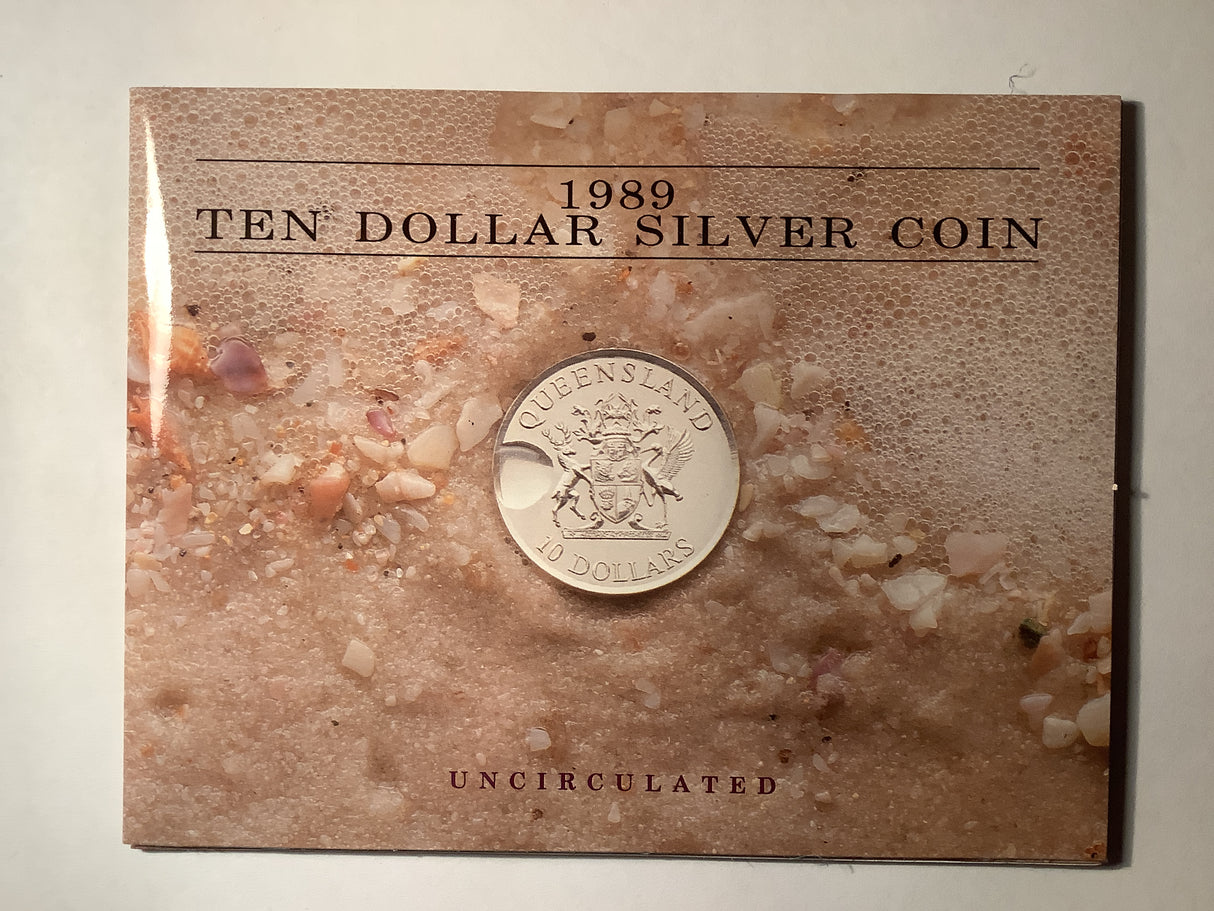 1989
TEN DOLLAR SILVER COIN
QUEENSLAND
10 DOLLARS
UNCIRCULATED